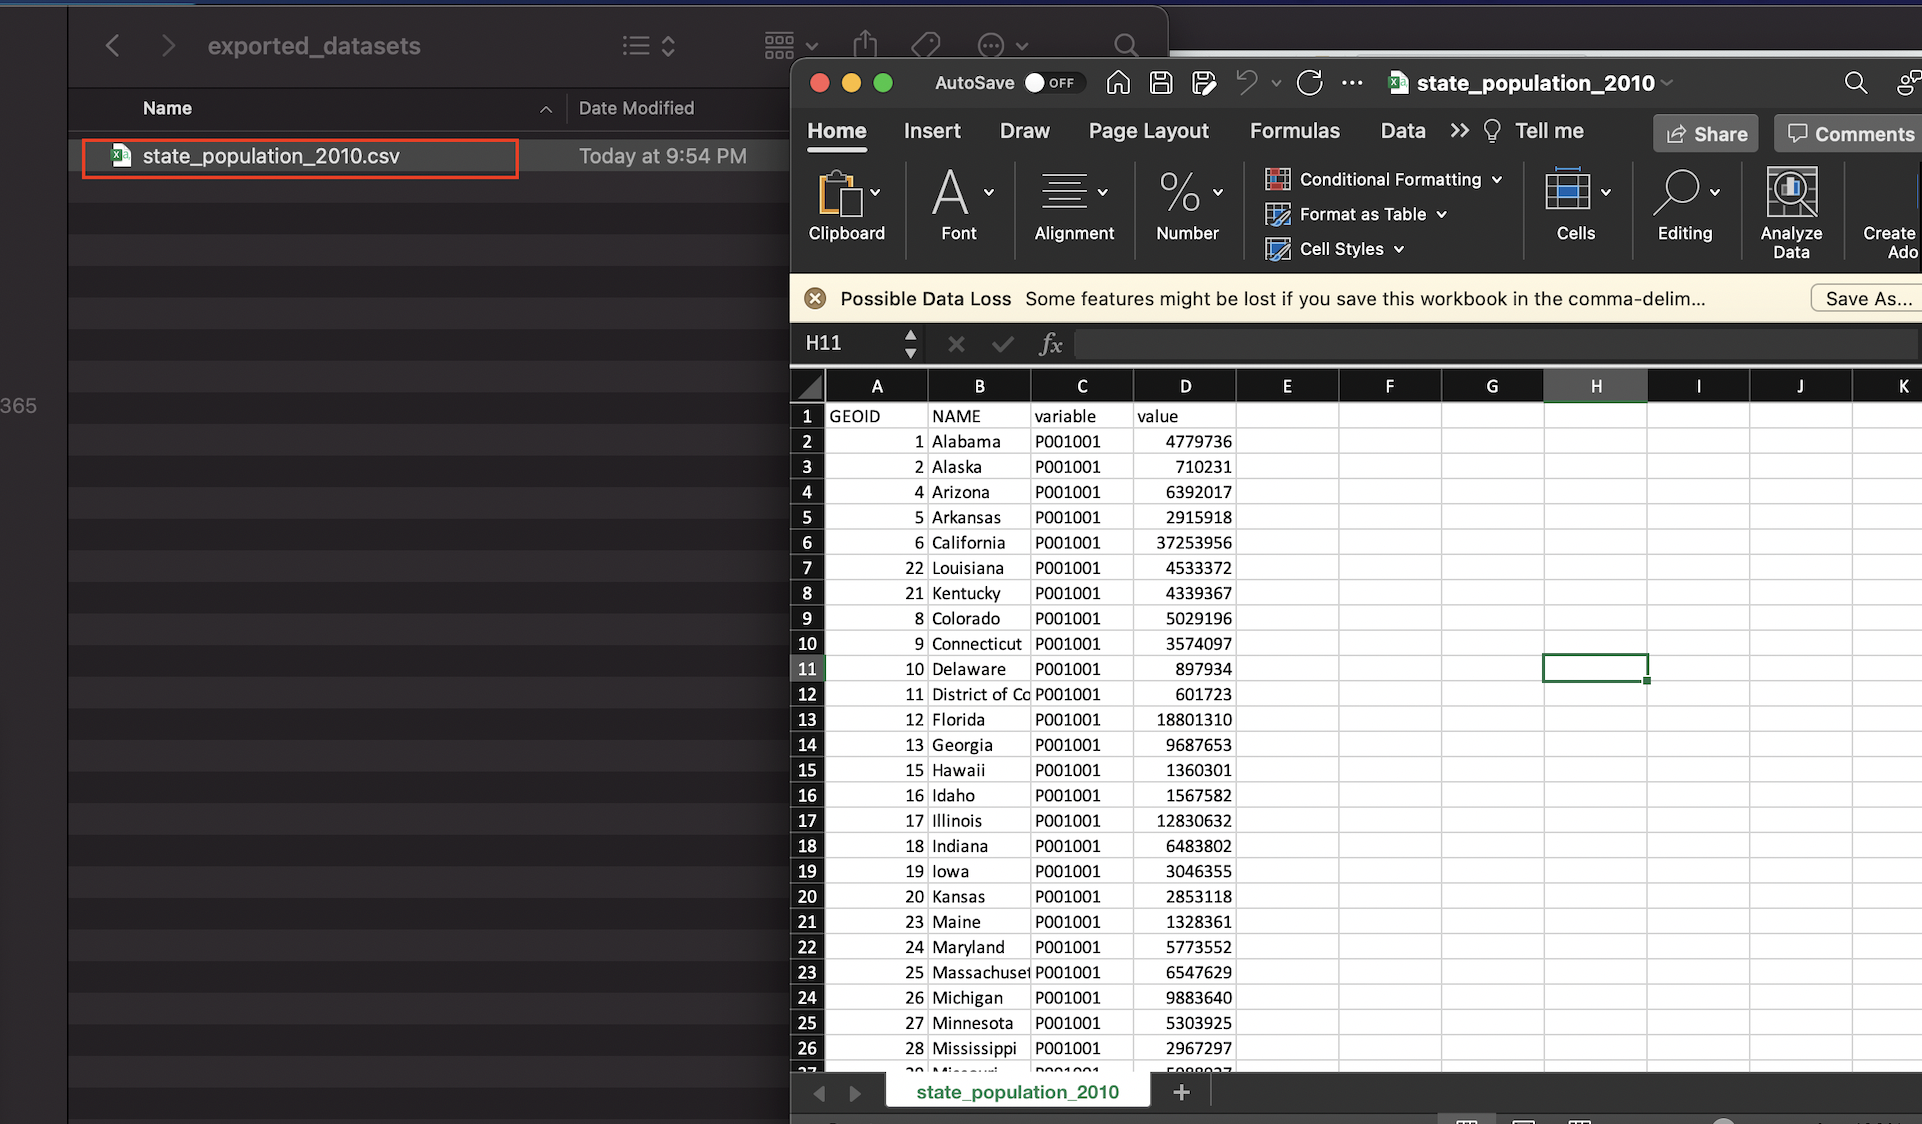 exported_datasets
Name Date Modified
state_population_2010.csv Today at 9:54 PM
365
AutoSave OFF state_population_2010
Home Insert Draw Page Layout Formulas Data Tell me Share Comments
Clipboard Font Alignment Number Conditional Formatting Format as Table Cell Styles Cells Editing Analyze Data Create Ado
Possible Data Loss Some features might be lost if you save this workbook in the comma-delim... Save As...
H11 fx
A B C D E F G H I J K
1 GEOID NAME variable value
2 1 Alabama P001001 4779736
3 2 Alaska P001001 710231
4 4 Arizona P001001 6392017
5 5 Arkansas P001001 2915918
6 6 California P001001 37253956
7 22 Louisiana P001001 4533372
8 21 Kentucky P001001 4339367
9 8 Colorado P001001 5029196
10 9 Connecticut P001001 3574097
11 10 Delaware P001001 897934
12 11 District of Co P001001 601723
13 12 Florida P001001 18801310
14 13 Georgia P001001 9687653
15 15 Hawaii P001001 1360301
16 16 Idaho P001001 1567582
17 17 Illinois P001001 12830632
18 18 Indiana P001001 6483802
19 19 Iowa P001001 3046355
20 20 Kansas P001001 2853118
21 23 Maine P001001 1328361
22 24 Maryland P001001 5773552
23 25 Massachuset P001001 6547629
24 26 Michigan P001001 9883640
25 27 Minnesota P001001 5303925
26 28 Mississippi P001001 2967297
state_population_2010